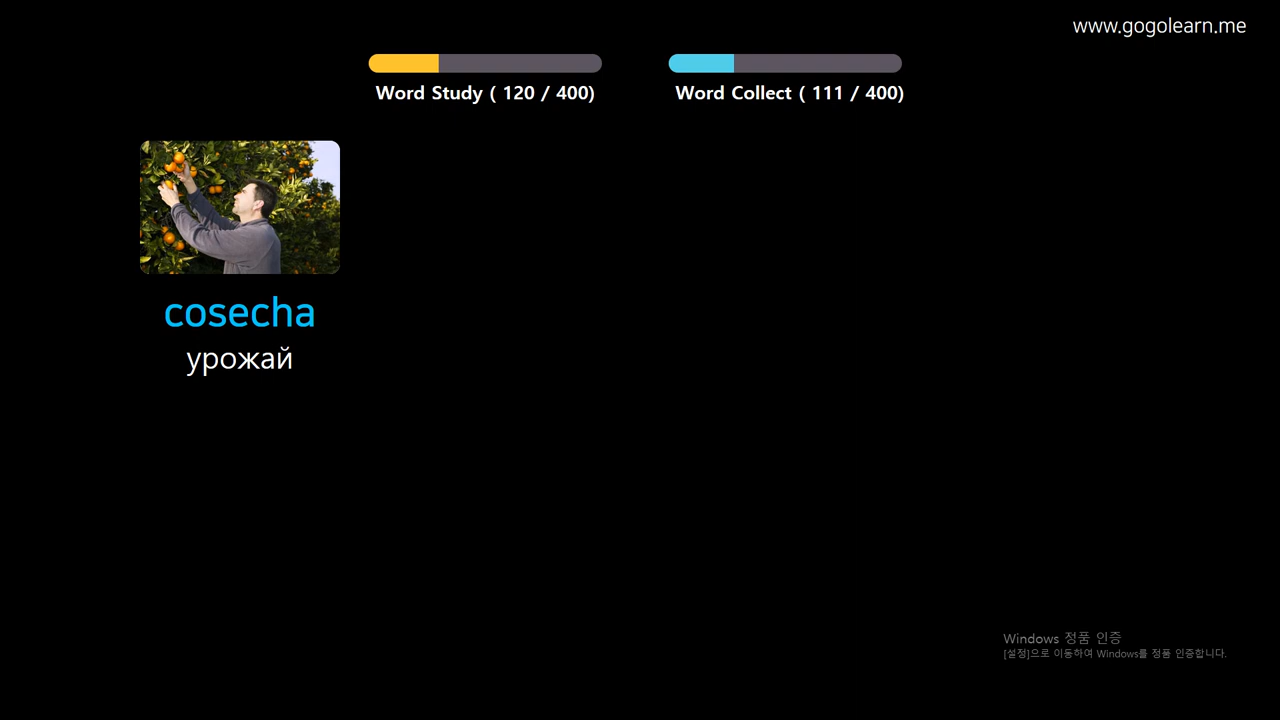 www.gogolearn.me
Word Study ( 120 / 400)
Word Collect ( 111 / 400)
cosecha
урожай
Windows 정품 인증
[설정]으로 이동하여 Windows를 정품 인증합니다.